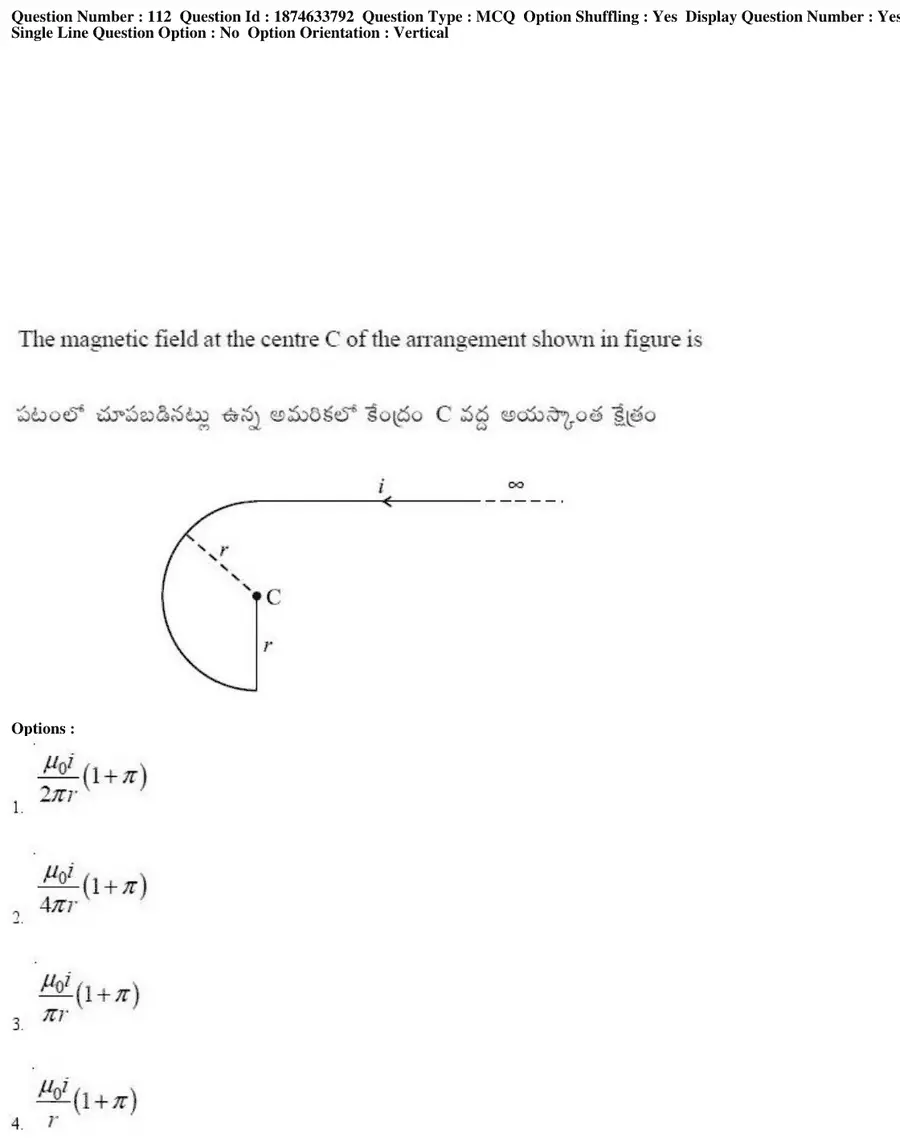 Question Number : 112 Question Id : 1874633792 Question Type : MCQ Option Shuffling : Yes Display Question Number : Yes
Single Line Question Option : No Option Orientation : Vertical
The magnetic field at the centre C of the arrangement shown in figure is
పటంలో చూపబడినట్లు ఉన్న అమరికలో కేంద్రం C వద్ద అయస్కాంత క్షేత్రం
i ∞
r
C
r
Options :
1. μ₀i/2πr (1+π)
2. μ₀i/4πr (1+π)
3. μ₀i/πr (1+π)
4. μ₀i/r (1+π)